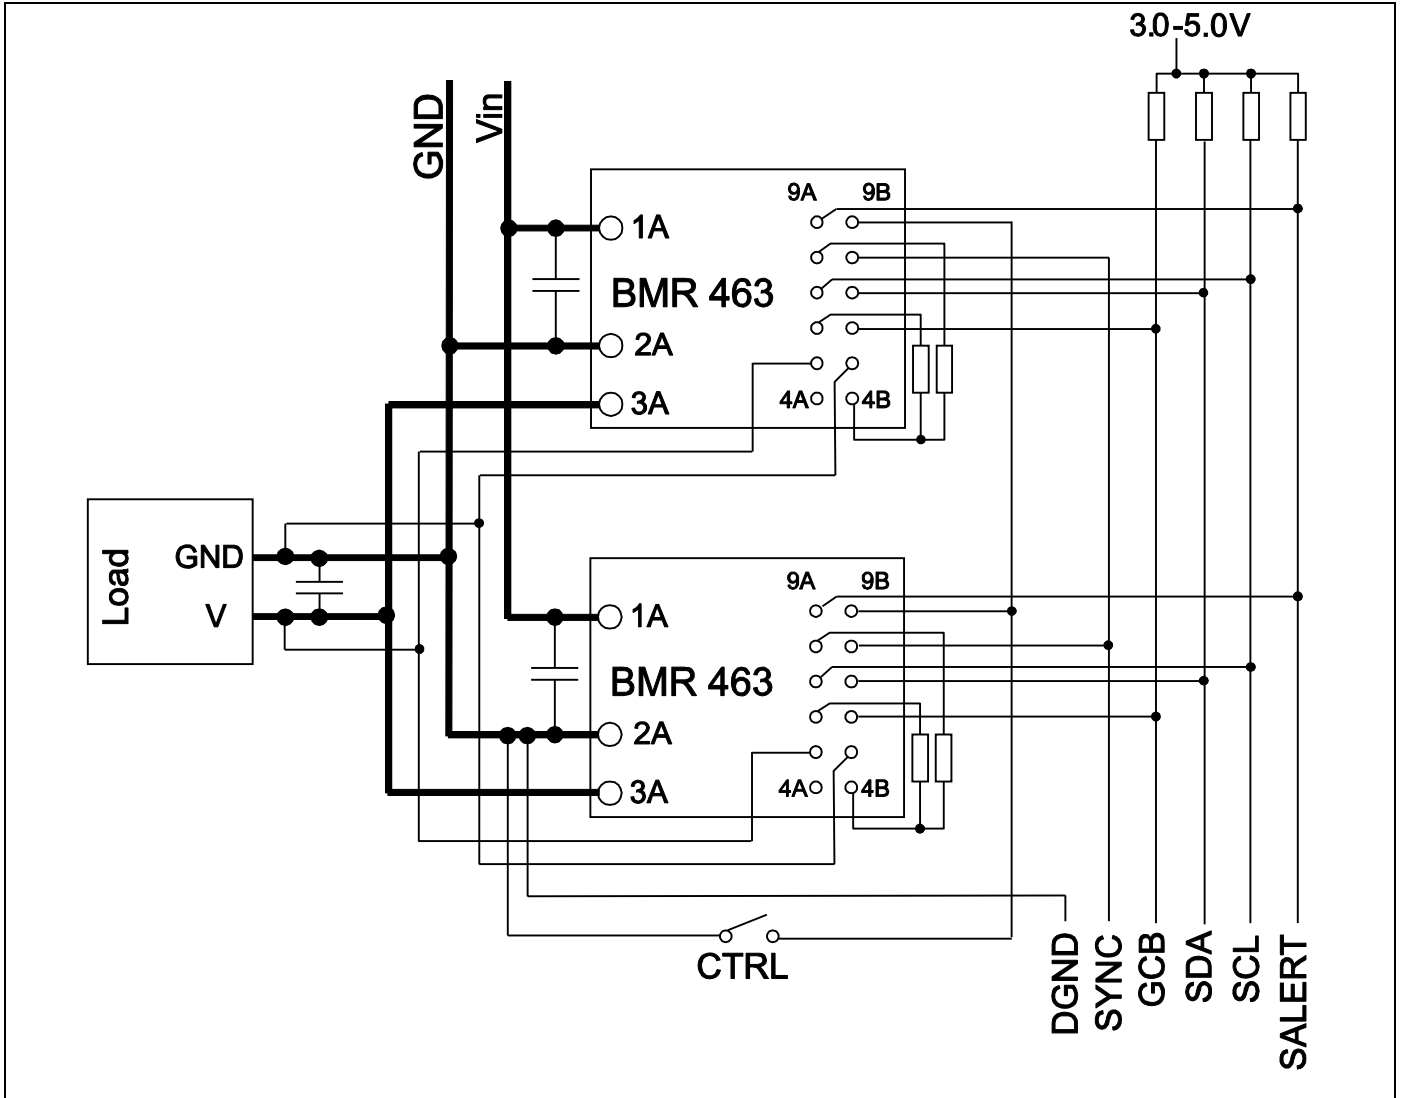 3.0-5.0V
GND
Vin
9A 9B
1A
BMR 463
2A
3A
4A 4B
Load
GND
V
9A 9B
1A
BMR 463
2A
3A
4A 4B
CTRL
DGND
SYNC
GCB
SDA
SCL
SALERT